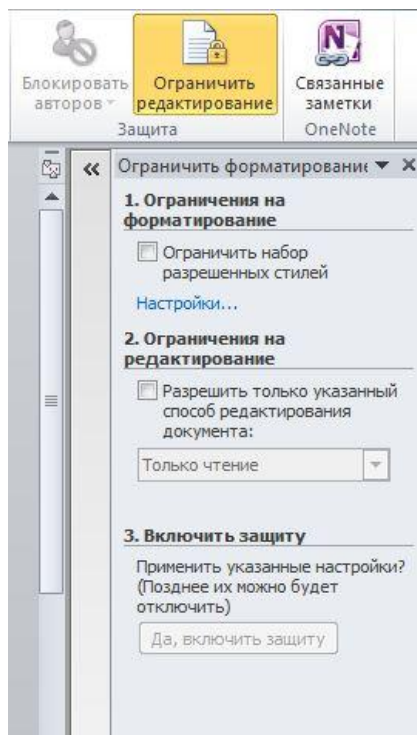 Блокировать
авторов
Ограничить
редактирование
Связанные
заметки
Защита
OneNote
Ограничить форматировани
1. Ограничения на
форматирование
Ограничить набор
разрешенных стилей
Настройки...
2. Ограничения на
редактирование
Разрешить только указанный
способ редактирования
документа:
Только чтение
3. Включить защиту
Применить указанные настройки?
(Позднее их можно будет
отключить)
Да, включить защиту